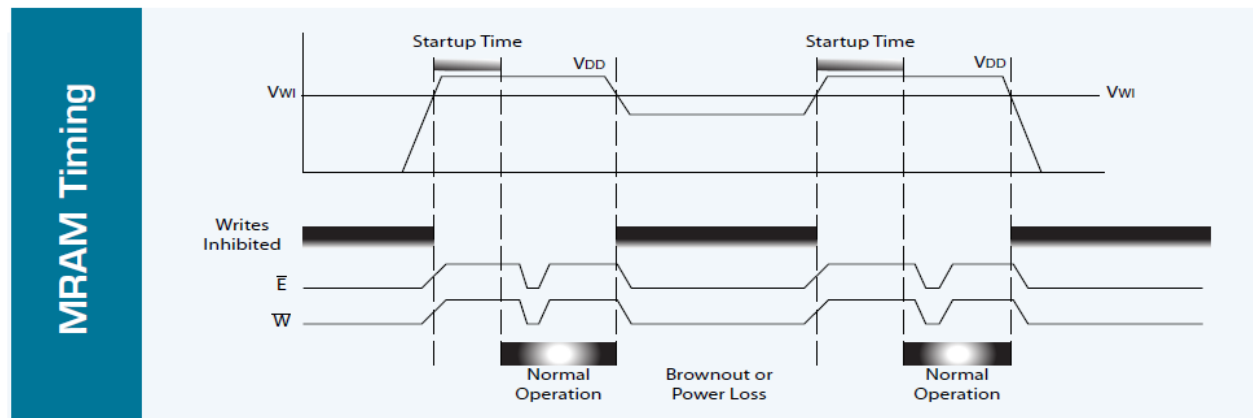 MRAM Timing
Startup Time
Startup Time
VDD
VDD
VWI
VWI
Writes
Inhibited
E̅
W̅
Normal
Operation
Brownout or
Power Loss
Normal
Operation